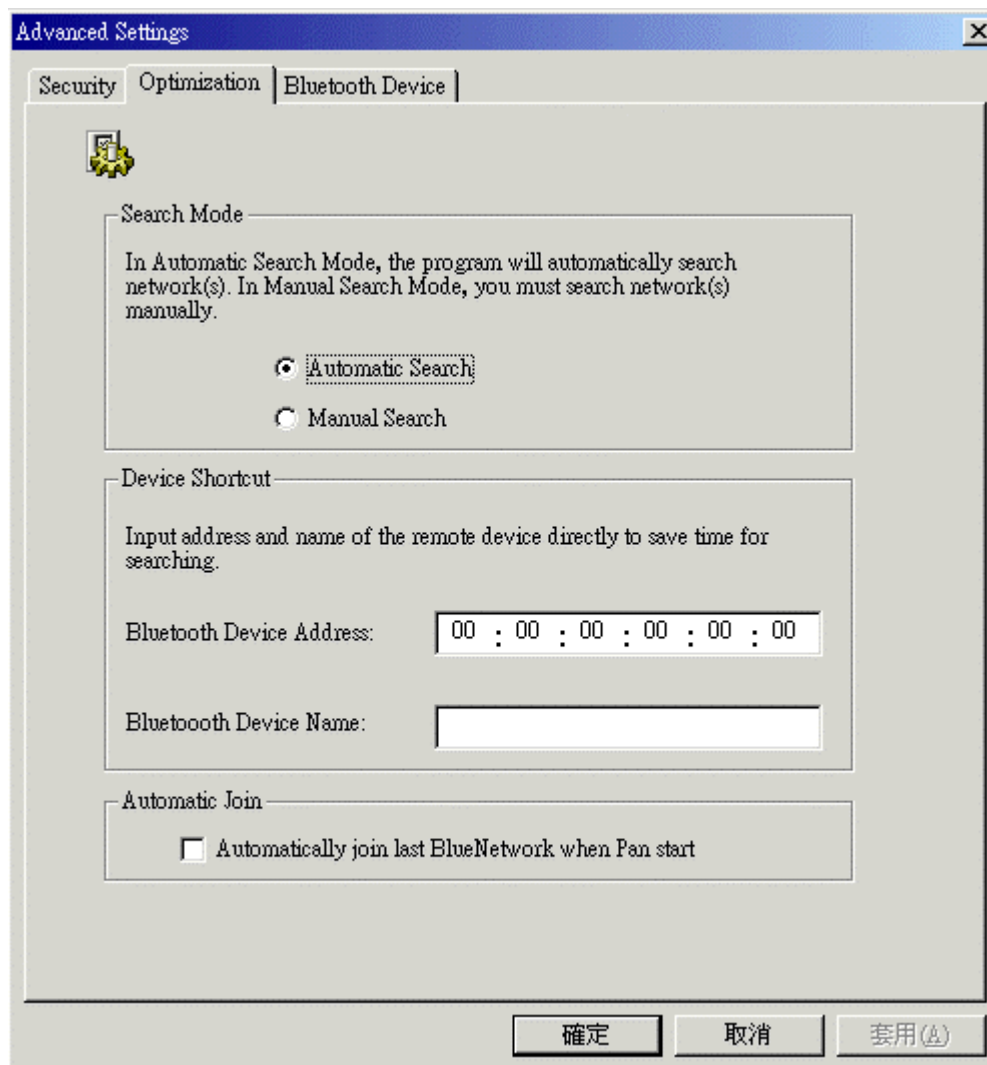 Advanced Settings
Security
Optimization
Bluetooth Device
Search Mode
In Automatic Search Mode, the program will automatically search
network(s). In Manual Search Mode, you must search network(s)
manually.
Automatic Search
Manual Search
Device Shortcut
Input address and name of the remote device directly to save time for
searching.
Bluetooth Device Address: 00 : 00 : 00 : 00 : 00 : 00
Bluetoooth Device Name:
Automatic Join
Automatically join last BlueNetwork when Pan start
確定 取消 套用(A)